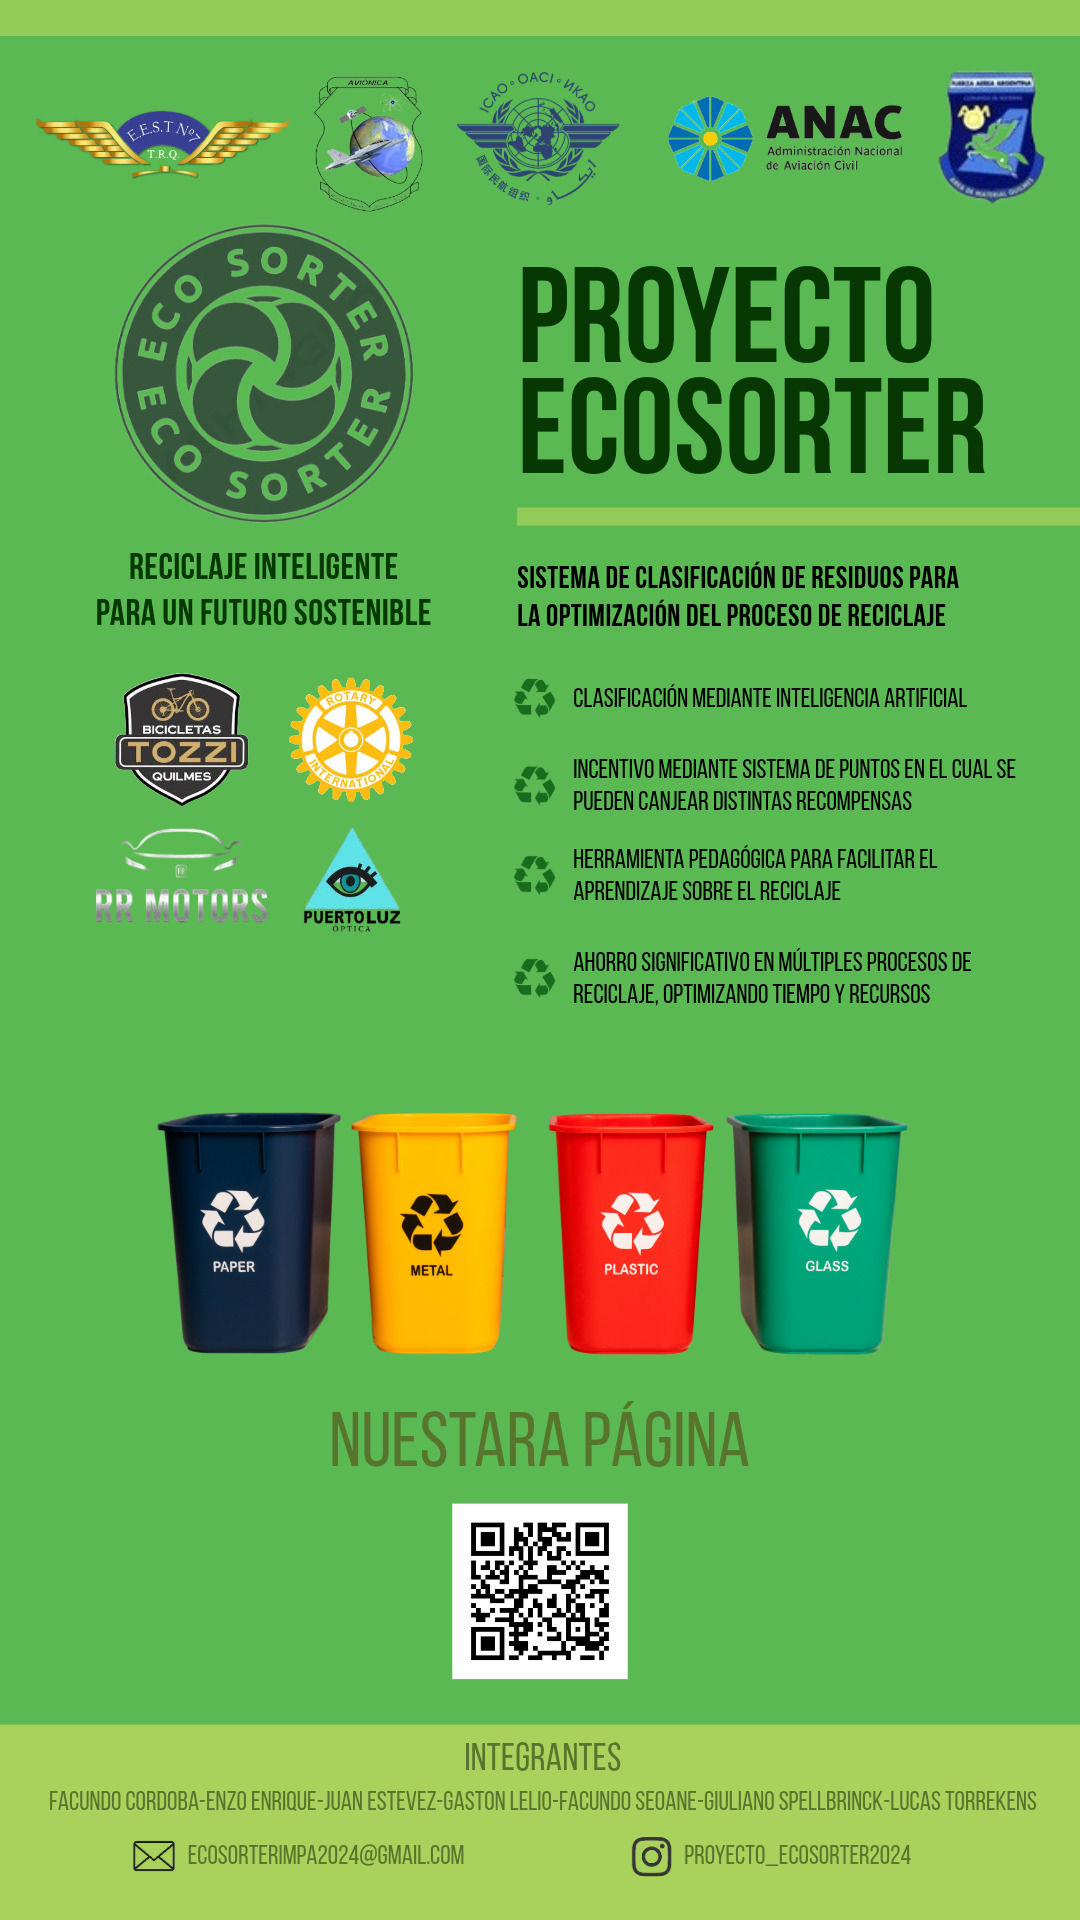 E.E.S.T Nº7
T.R.Q.
AVIONICA
ICAO · OACI · ИКАО
国际民航组织 · ايكاو
ANAC
Administración Nacional
de Aviación Civil
FUERZA AEREA ARGENTINA
AREA DE MATERIAL QUILMES
ECO SORTER
ECO SORTER
PROYECTO
ECOSORTER
RECICLAJE INTELIGENTE
PARA UN FUTURO SOSTENIBLE
SISTEMA DE CLASIFICACIÓN DE RESIDUOS PARA
LA OPTIMIZACIÓN DEL PROCESO DE RECICLAJE
BICICLETAS
TOZZI
QUILMES
ROTARY
INTERNATIONAL
RR MOTORS
PUERTOLUZ
ÓPTICA
CLASIFICACIÓN MEDIANTE INTELIGENCIA ARTIFICIAL
INCENTIVO MEDIANTE SISTEMA DE PUNTOS EN EL CUAL SE
PUEDEN CANJEAR DISTINTAS RECOMPENSAS
HERRAMIENTA PEDAGÓGICA PARA FACILITAR EL
APRENDIZAJE SOBRE EL RECICLAJE
AHORRO SIGNIFICATIVO EN MÚLTIPLES PROCESOS DE
RECICLAJE, OPTIMIZANDO TIEMPO Y RECURSOS
PAPER
METAL
PLASTIC
GLASS
NUESTARA PÁGINA
INTEGRANTES
FACUNDO CORDOBA-ENZO ENRIQUE-JUAN ESTEVEZ-GASTON LELIO-FACUNDO SEOANE-GIULIANO SPELLBRINCK-LUCAS TORREKENS
ECOSORTERIMPA2024@GMAIL.COM
PROYECTO_ECOSORTER2024